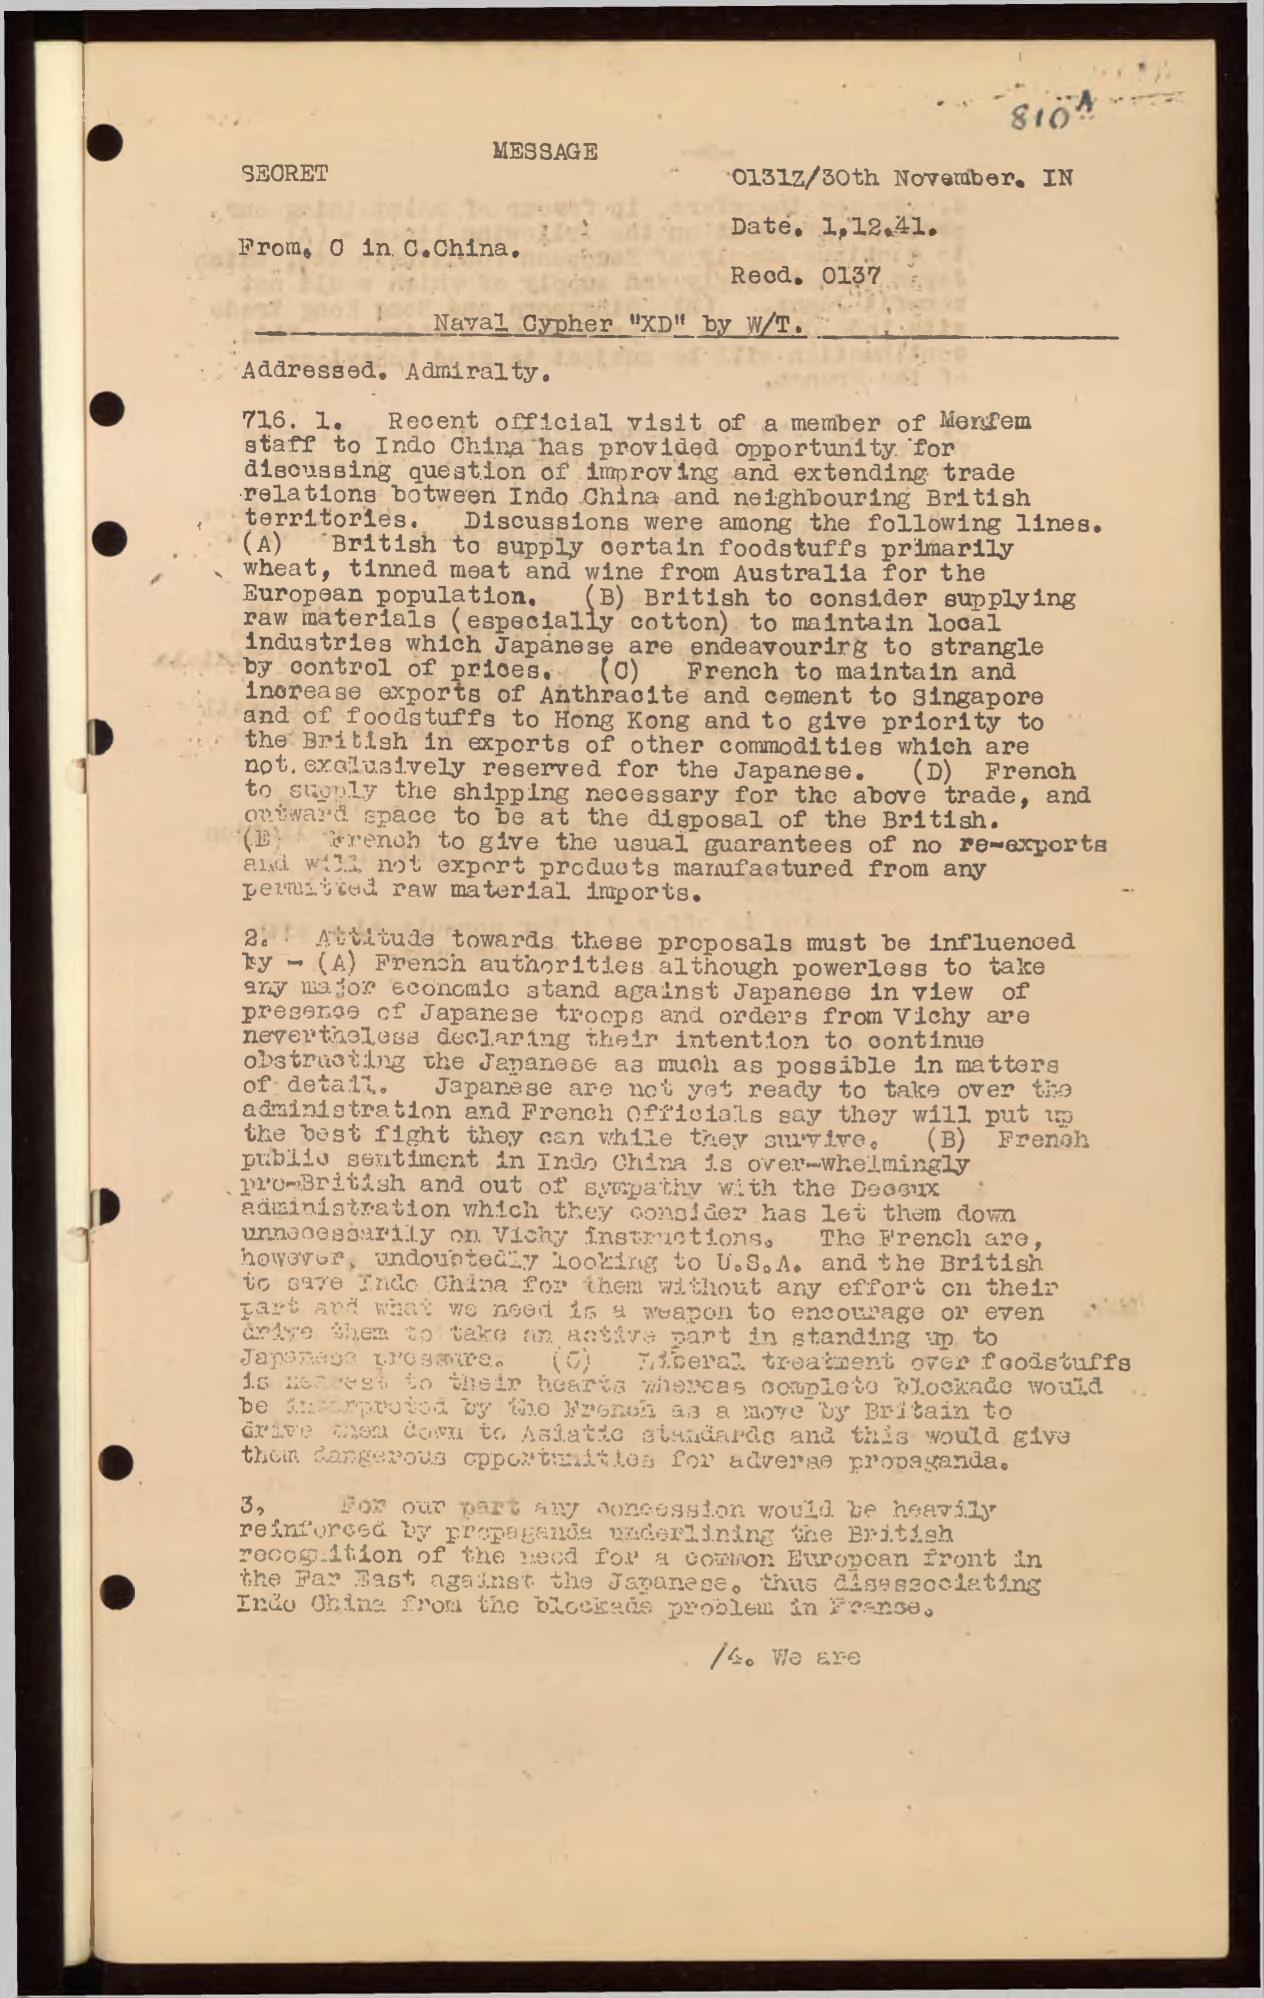 810A
MESSAGE
SECRET
0131Z/30th November. IN
Date. 1.12.41.
From. C in C.China.
Recd. 0137
Naval Cypher "XD" by W/T.
Addressed. Admiralty.
716. 1. Recent official visit of a member of Menfem
staff to Indo China has provided opportunity for
discussing question of improving and extending trade
relations between Indo China and neighbouring British
territories. Discussions were among the following lines.
(A) British to supply certain foodstuffs primarily
wheat, tinned meat and wine from Australia for the
European population. (B) British to consider supplying
raw materials (especially cotton) to maintain local
industries which Japanese are endeavouring to strangle
by control of prices. (C) French to maintain and
increase exports of Anthracite and cement to Singapore
and of foodstuffs to Hong Kong and to give priority to
the British in exports of other commodities which are
not exclusively reserved for the Japanese. (D) French
to supply the shipping necessary for the above trade, and
outward space to be at the disposal of the British.
(E) French to give the usual guarantees of no re-exports
and will not export products manufactured from any
permitted raw material imports.
2. Attitude towards these proposals must be influenced
by - (A) French authorities although powerless to take
any major economic stand against Japanese in view of
presence of Japanese troops and orders from Vichy are
nevertheless declaring their intention to continue
obstructing the Japanese as much as possible in matters
of detail. Japanese are not yet ready to take over the
administration and French Officials say they will put up
the best fight they can while they survive. (B) French
public sentiment in Indo China is over-whelmingly
pro-British and out of sympathy with the Decoux
administration which they consider has let them down
unnecessarily on Vichy instructions. The French are,
however, undoubtedly looking to U.S.A. and the British
to save Indo China for them without any effort on their
part and what we need is a weapon to encourage or even
drive them to take an active part in standing up to
Japanese pressure. (C) Liberal treatment over foodstuffs
is nearest to their hearts whereas complete blockade would
be interpreted by the French as a move by Britain to
drive them down to Asiatic standards and this would give
them dangerous opportunities for adverse propaganda.
3, For our part any concession would be heavily
reinforced by propaganda underlining the British
recognition of the need for a common European front in
the Far East against the Japanese. thus disassociating
Indo China from the blockade problem in France.
/4. We are